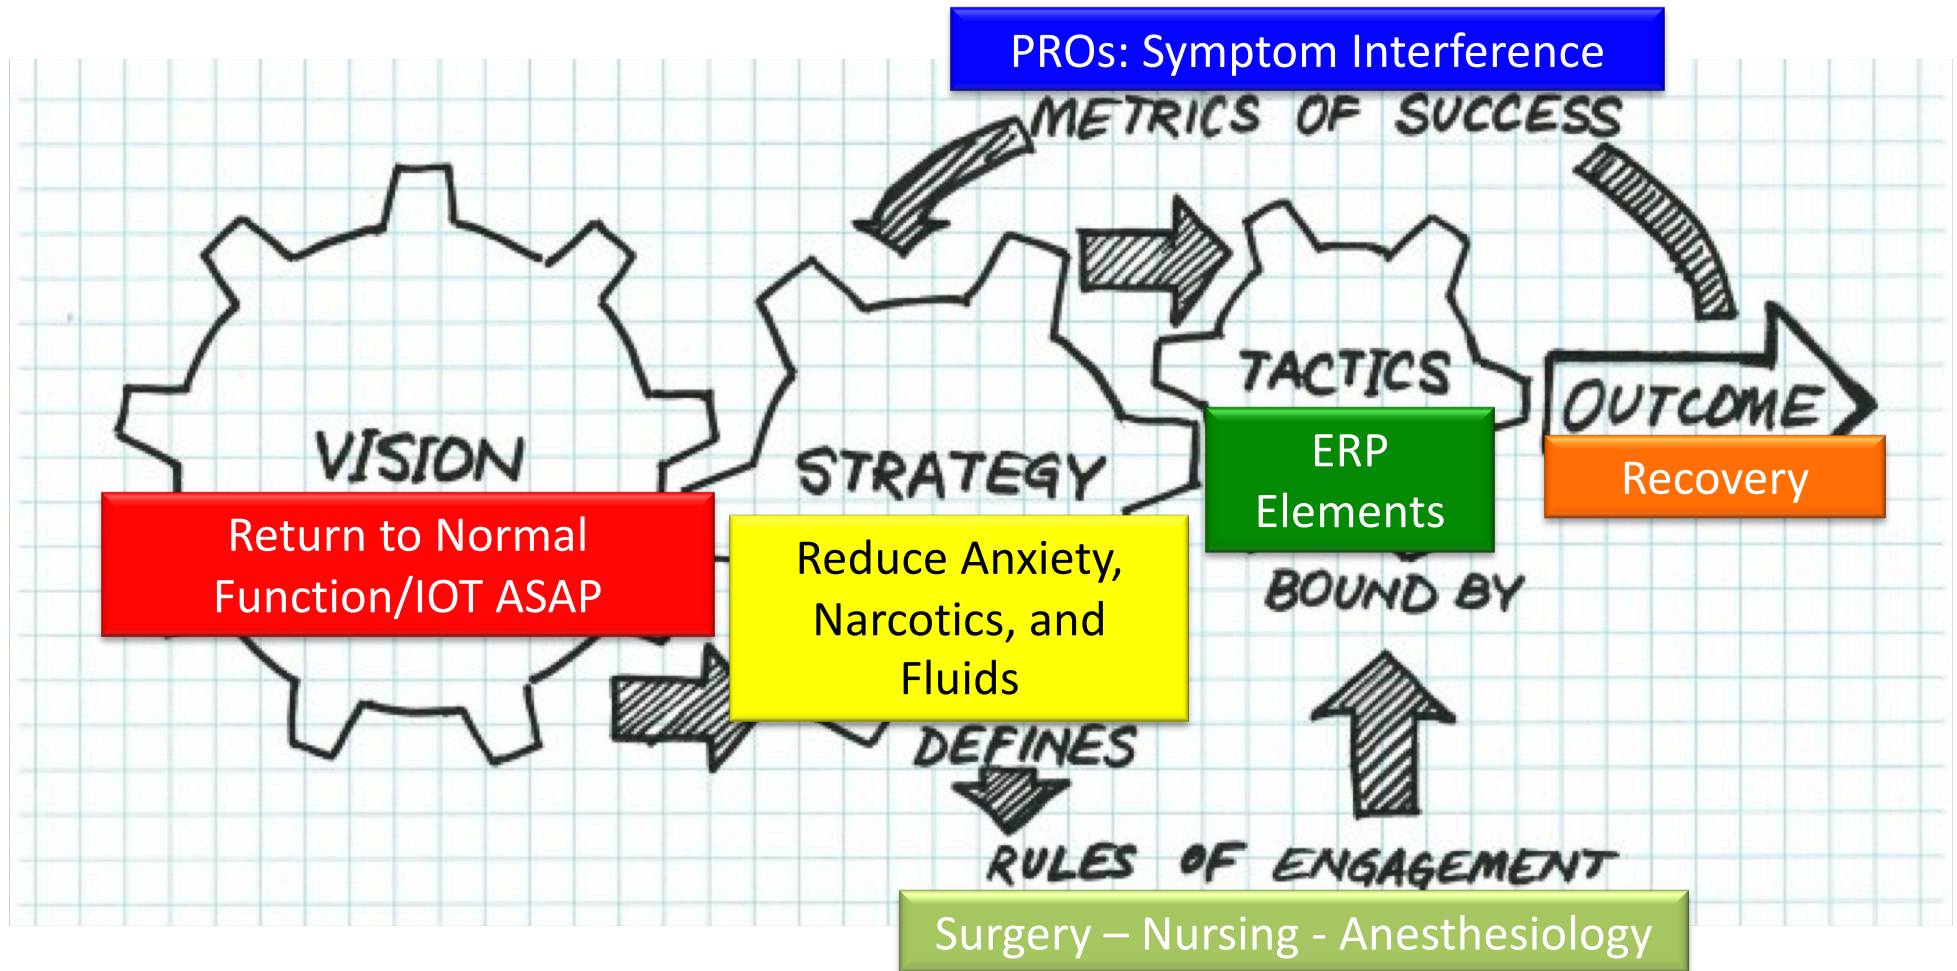 PROs: Symptom Interference
METRICS OF SUCCESS
VISION
Return to Normal
Function/IOT ASAP
STRATEGY
Reduce Anxiety,
Narcotics, and
Fluids
TACTICS
ERP
Elements
OUTCOME
Recovery
BOUND BY
DEFINES
RULES OF ENGAGEMENT
Surgery – Nursing - Anesthesiology